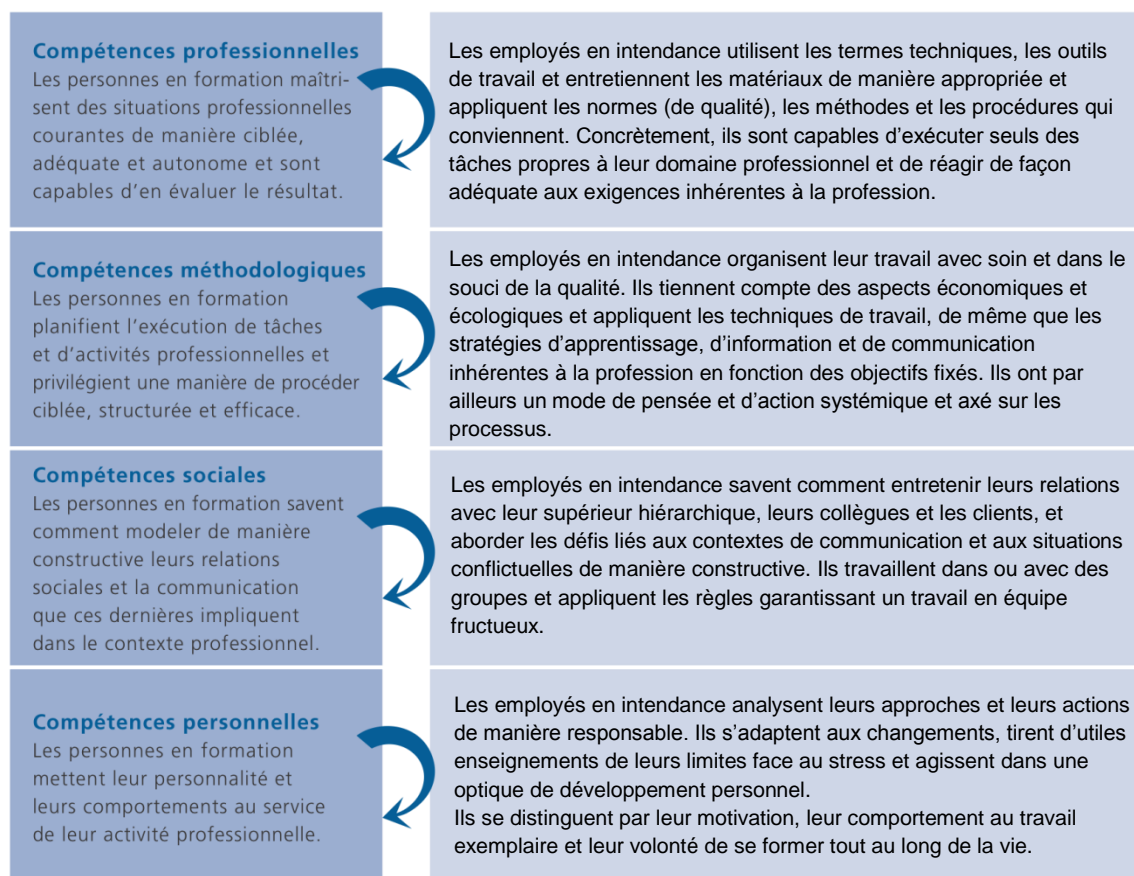 Compétences professionnelles
Les personnes en formation maîtri-
sent des situations professionnelles
courantes de manière ciblée,
adéquate et autonome et sont
capables d'en évaluer le résultat.
Les employés en intendance utilisent les termes techniques, les outils
de travail et entretiennent les matériaux de manière appropriée et
appliquent les normes (de qualité), les méthodes et les procédures qui
conviennent. Concrètement, ils sont capables d'exécuter seuls des
tâches propres à leur domaine professionnel et de réagir de façon
adéquate aux exigences inhérentes à la profession.
Compétences méthodologiques
Les personnes en formation
planifient l'exécution de tâches
et d'activités professionnelles et
privilégient une manière de procéder
ciblée, structurée et efficace.
Les employés en intendance organisent leur travail avec soin et dans le
souci de la qualité. Ils tiennent compte des aspects économiques et
écologiques et appliquent les techniques de travail, de même que les
stratégies d'apprentissage, d'information et de communication
inhérentes à la profession en fonction des objectifs fixés. Ils ont par
ailleurs un mode de pensée et d'action systémique et axé sur les
processus.
Compétences sociales
Les personnes en formation savent
comment modeler de manière
constructive leurs relations
sociales et la communication
que ces dernières impliquent
dans le contexte professionnel.
Les employés en intendance savent comment entretenir leurs relations
avec leur supérieur hiérarchique, leurs collègues et les clients, et
aborder les défis liés aux contextes de communication et aux situations
conflictuelles de manière constructive. Ils travaillent dans ou avec des
groupes et appliquent les règles garantissant un travail en équipe
fructueux.
Compétences personnelles
Les personnes en formation
mettent leur personnalité et
leurs comportements au service
de leur activité professionnelle.
Les employés en intendance analysent leurs approches et leurs actions
de manière responsable. Ils s'adaptent aux changements, tirent d'utiles
enseignements de leurs limites face au stress et agissent dans une
optique de développement personnel.
Ils se distinguent par leur motivation, leur comportement au travail
exemplaire et leur volonté de se former tout au long de la vie.